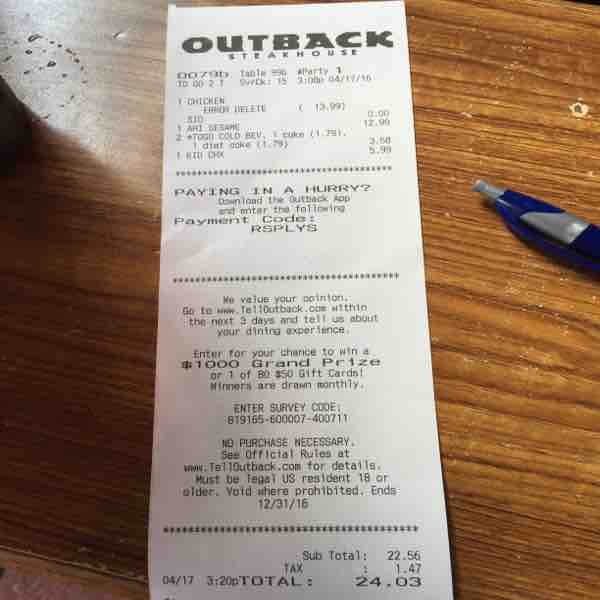 OUTBACK
STEAKHOUSE
0079b Table 996 #Party 1
TO GO 2 T SvrCk: 15 3:08p 04/17/16
1 CHICKEN
ERROR DELETE ( 13.99)
SIO 0.00
1 AHI SESAME 12.99
2 *TOGO COLD BEV, 1 coke (1.79),
1 diet coke (1.79) 3.58
1 KID CHX 5.99
****************************************
PAYING IN A HURRY?
Download the Outback App
and enter the following
Payment Code:
RSPLYS
****************************************
We value your opinion.
Go to www.TellOutback.com within
the next 3 days and tell us about
your dining experience.
Enter for your chance to win a
$1000 Grand Prize
or 1 of 80 $50 Gift Cards!
Winners are drawn monthly.
ENTER SURVEY CODE:
819165-600007-400711
NO PURCHASE NECESSARY.
See Official Rules at
www.TellOutback.com for details.
Must be legal US resident 18 or
older. Void where prohibited. Ends
12/31/16
****************************************
Sub Total: 22.56
TAX : 1.47
04/17 3:20pTOTAL: 24.03